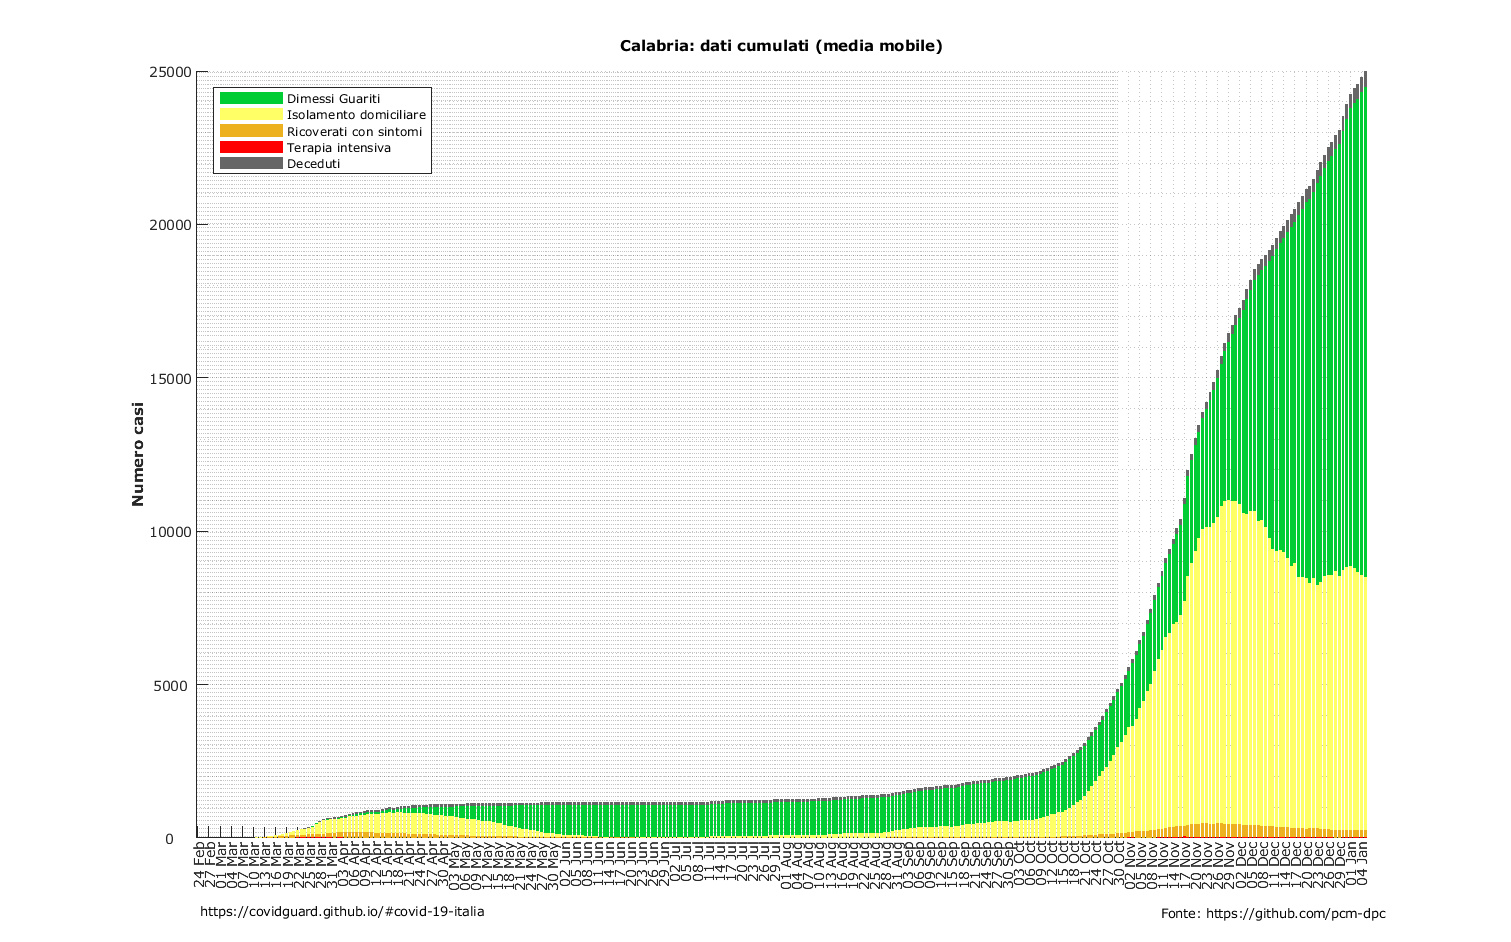 Calabria: dati cumulati (media mobile)
25000
20000
15000
10000
5000
0
Numero casi
Dimessi Guariti
Isolamento domiciliare
Ricoverati con sintomi
Terapia intensiva
Deceduti
24 Feb
27 Feb
01 Mar
04 Mar
07 Mar
10 Mar
13 Mar
16 Mar
19 Mar
22 Mar
25 Mar
28 Mar
31 Mar
03 Apr
06 Apr
09 Apr
12 Apr
15 Apr
18 Apr
21 Apr
24 Apr
27 Apr
30 Apr
03 May
06 May
09 May
12 May
15 May
18 May
21 May
24 May
27 May
30 May
02 Jun
05 Jun
08 Jun
11 Jun
14 Jun
17 Jun
20 Jun
23 Jun
26 Jun
29 Jun
02 Jul
05 Jul
08 Jul
11 Jul
14 Jul
17 Jul
20 Jul
23 Jul
26 Jul
29 Jul
01 Aug
04 Aug
07 Aug
10 Aug
13 Aug
16 Aug
19 Aug
22 Aug
25 Aug
28 Aug
31 Aug
03 Sep
06 Sep
09 Sep
12 Sep
15 Sep
18 Sep
21 Sep
24 Sep
27 Sep
30 Sep
03 Oct
06 Oct
09 Oct
12 Oct
15 Oct
18 Oct
21 Oct
24 Oct
27 Oct
30 Oct
02 Nov
05 Nov
08 Nov
11 Nov
14 Nov
17 Nov
20 Nov
23 Nov
26 Nov
29 Nov
02 Dec
05 Dec
08 Dec
11 Dec
14 Dec
17 Dec
20 Dec
23 Dec
26 Dec
29 Dec
01 Jan
04 Jan
https://covidguard.github.io/#covid-19-italia
Fonte: https://github.com/pcm-dpc